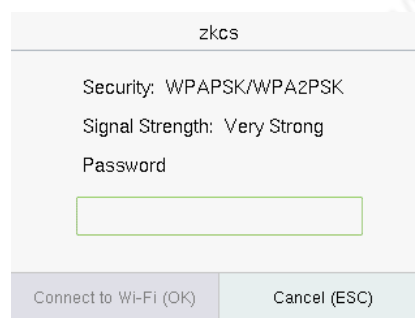 zkcs
Security: WPAPSK/WPA2PSK
Signal Strength: Very Strong
Password
Connect to Wi-Fi (OK)
Cancel (ESC)